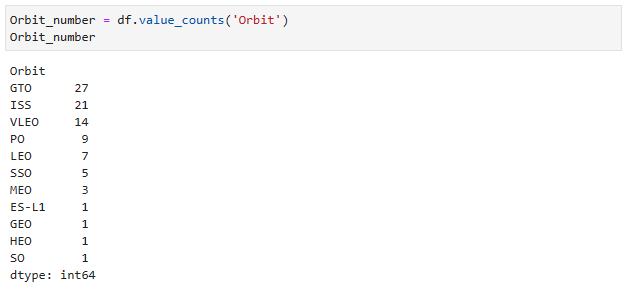 Orbit_number = df.value_counts('Orbit')
Orbit_number
Orbit
GTO 27
ISS 21
VLEO 14
PO 9
LEO 7
SSO 5
MEO 3
ES-L1 1
GEO 1
HEO 1
SO 1
dtype: int64